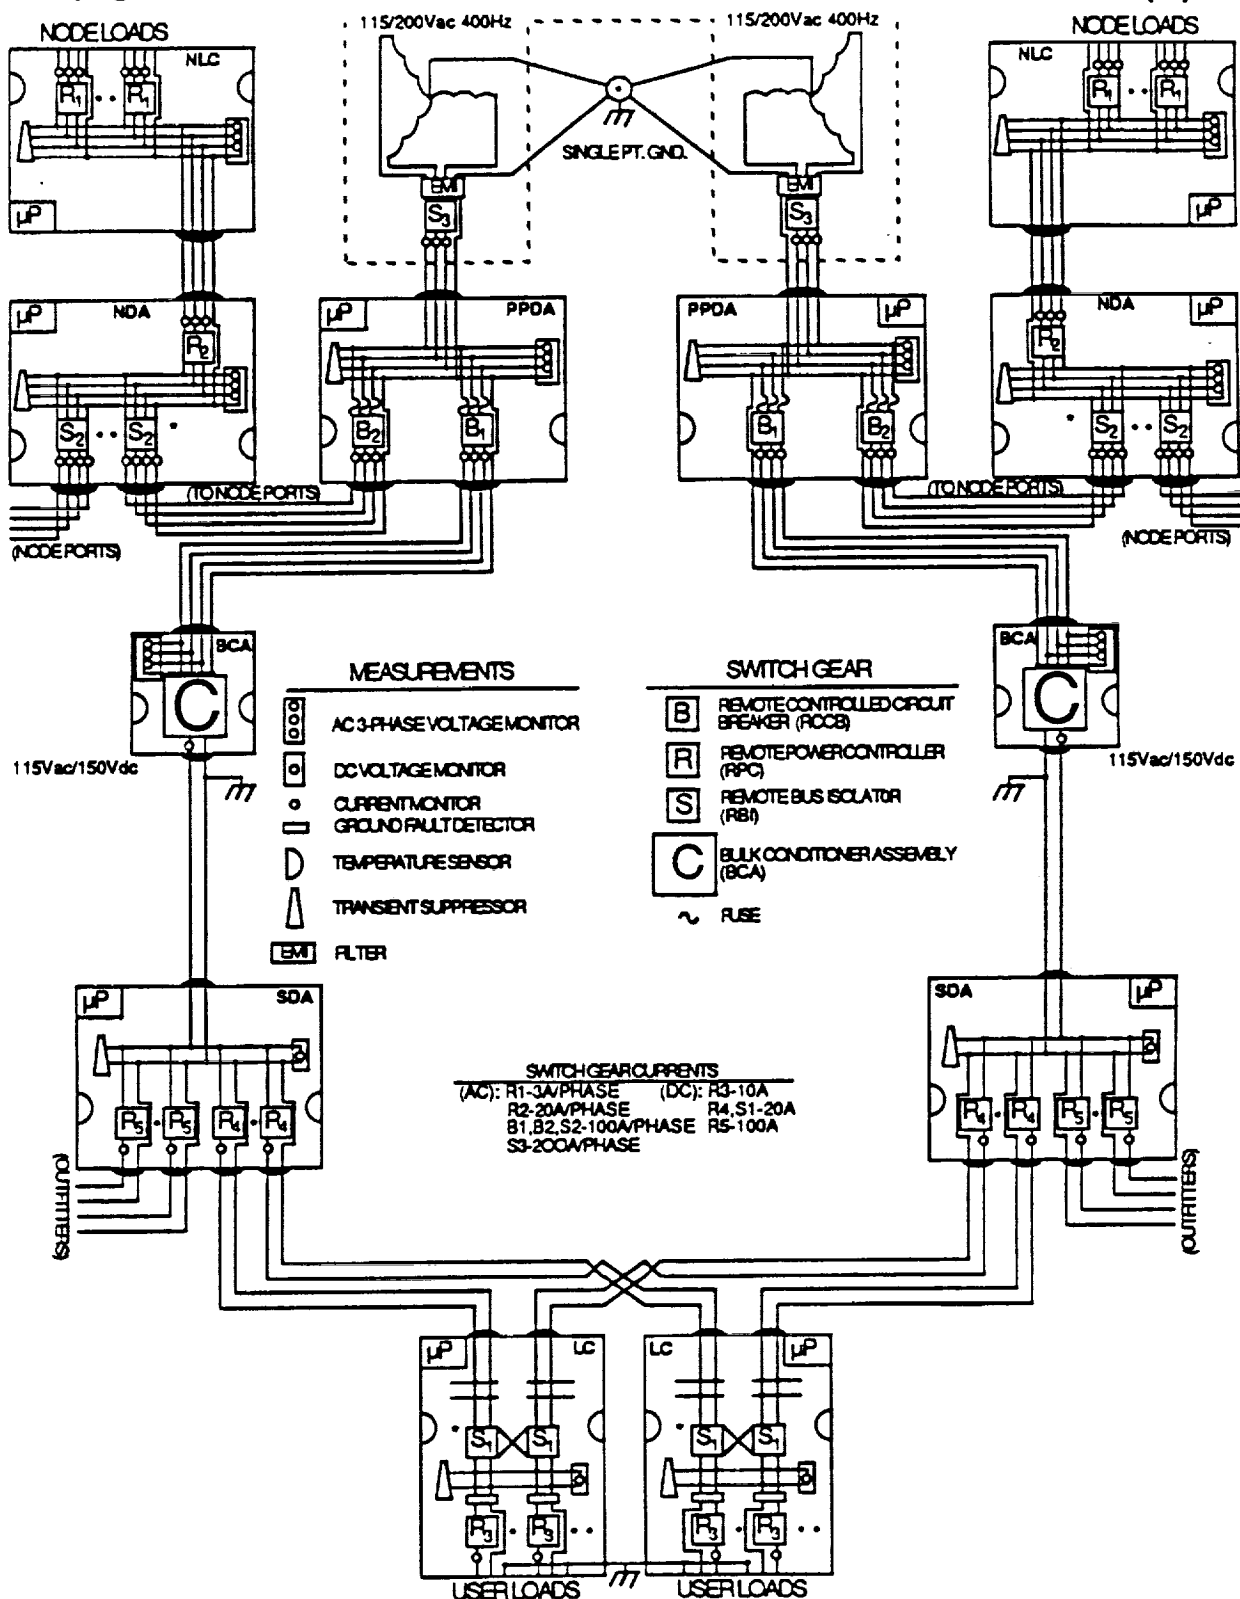 115/200Vac 400Hz
115/200Vac 400Hz
NODE LOADS
NODE LOADS
NLC
NLC
R1 .. R1
R1 .. R1
SINGLE PT. GND.
EMI
EMI
S3
S3
µP
µP
µP
NDA
µP
PPDA
PPDA
µP
NDA
µP
R2
R2
S2 .. S2 *
B2
B1
B1
B2
* S2 .. S2
(TO NODE PORTS)
(TO NODE PORTS)
(NODE PORTS)
(NODE PORTS)
BCA
BCA
C
C
115Vac/150Vdc
115Vac/150Vdc
MEASUREMENTS
AC 3-PHASE VOLTAGE MONITOR
DC VOLTAGE MONITOR
CURRENT MONITOR
GROUND FAULT DETECTOR
TEMPERATURE SENSOR
TRANSIENT SUPPRESSOR
EMI FILTER
SWITCH GEAR
B REMOTE CONTROLLED CIRCUIT
BREAKER (RCCB)
R REMOTE POWER CONTROLLER
(RPC)
S REMOTE BUS ISOLATOR
(RBI)
C BULK CONDITIONER ASSEMBLY
(BCA)
~ FUSE
µP
SDA
SDA
µP
R5 . R5 . R4 . R4
R4 . R4 . R5 . R5
SWITCH GEAR CURRENTS
(AC): R1-3A/PHASE (DC): R3-10A
R2-20A/PHASE R4,S1-20A
B1,B2,S2-100A/PHASE R5-100A
S3-200A/PHASE
(OUTFITTERS)
(OUTFITTERS)
µP
LC
LC
µP
* S1
S1
* S1
S1
R3 . R3 ..
R3 . R3 ..
USER LOADS
USER LOADS